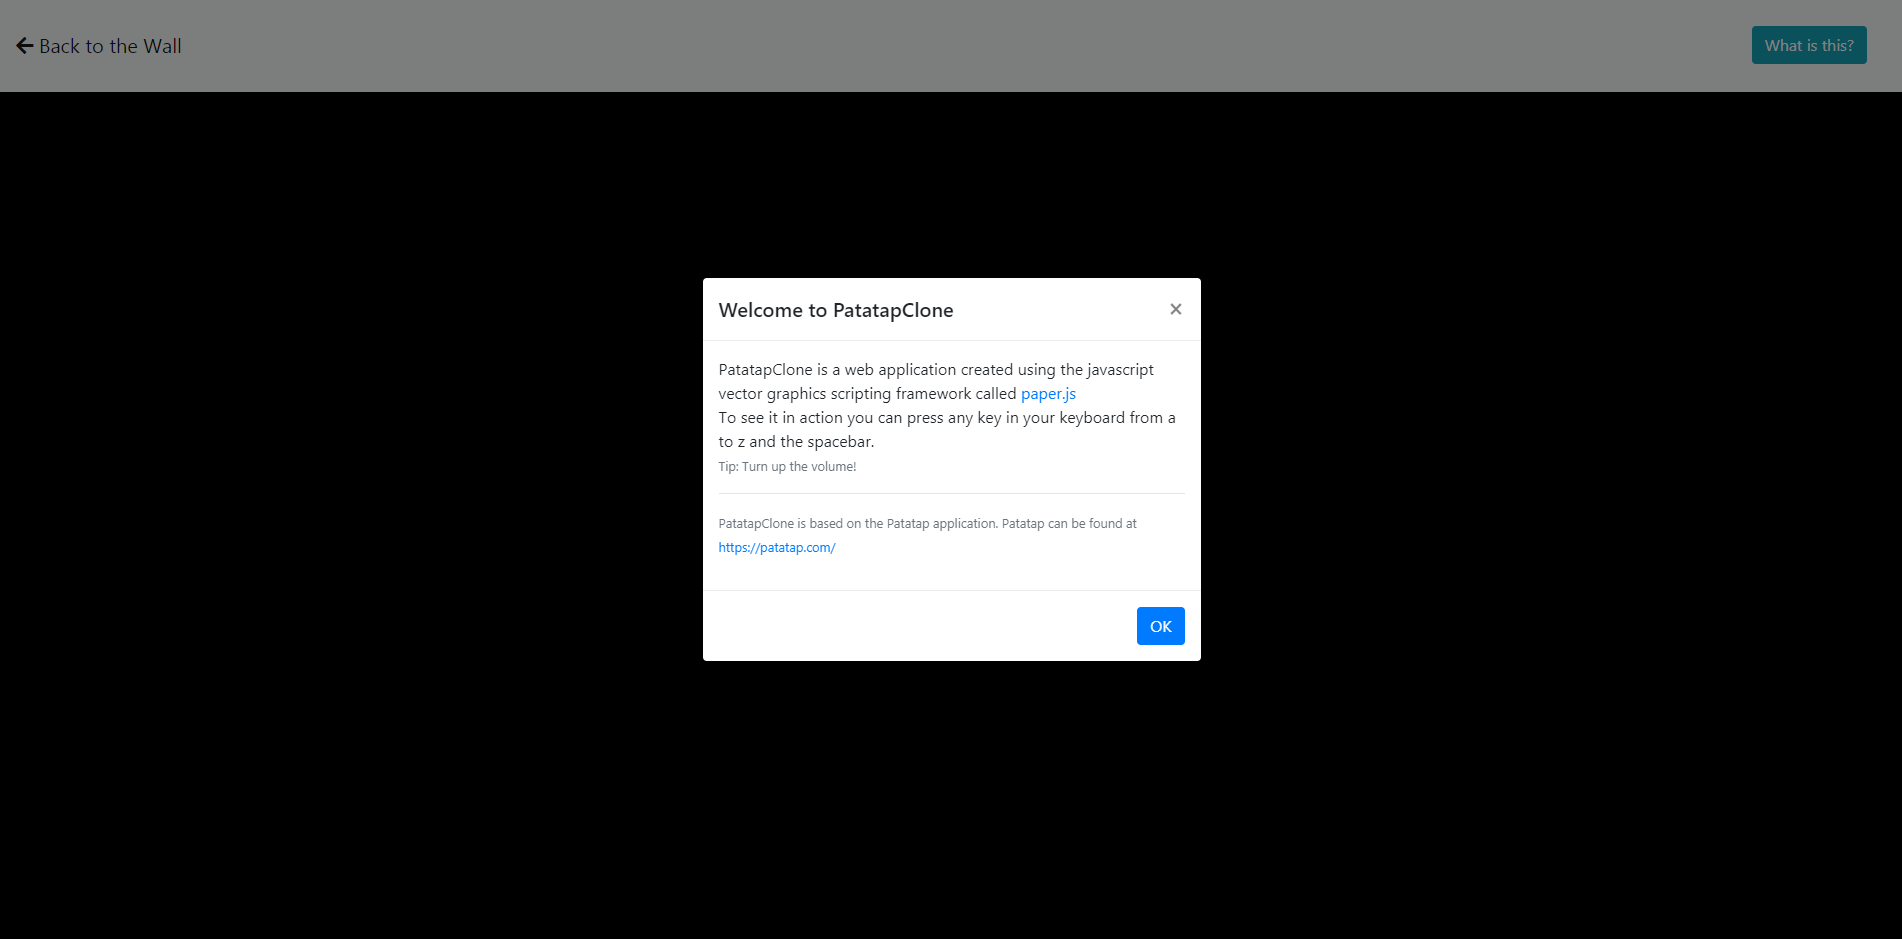 Back to the Wall
What is this?
Welcome to PatatapClone
×
PatatapClone is a web application created using the javascript
vector graphics scripting framework called paper.js
To see it in action you can press any key in your keyboard from a
to z and the spacebar.
Tip: Turn up the volume!
PatatapClone is based on the Patatap application. Patatap can be found at
https://patatap.com/
OK